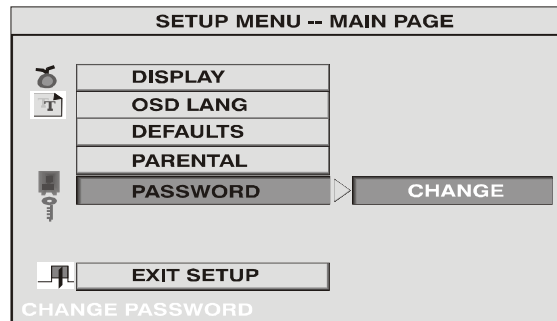 SETUP MENU -- MAIN PAGE
DISPLAY
T
OSD LANG
DEFAULTS
PARENTAL
PASSWORD CHANGE
EXIT SETUP
CHANGE PASSWORD